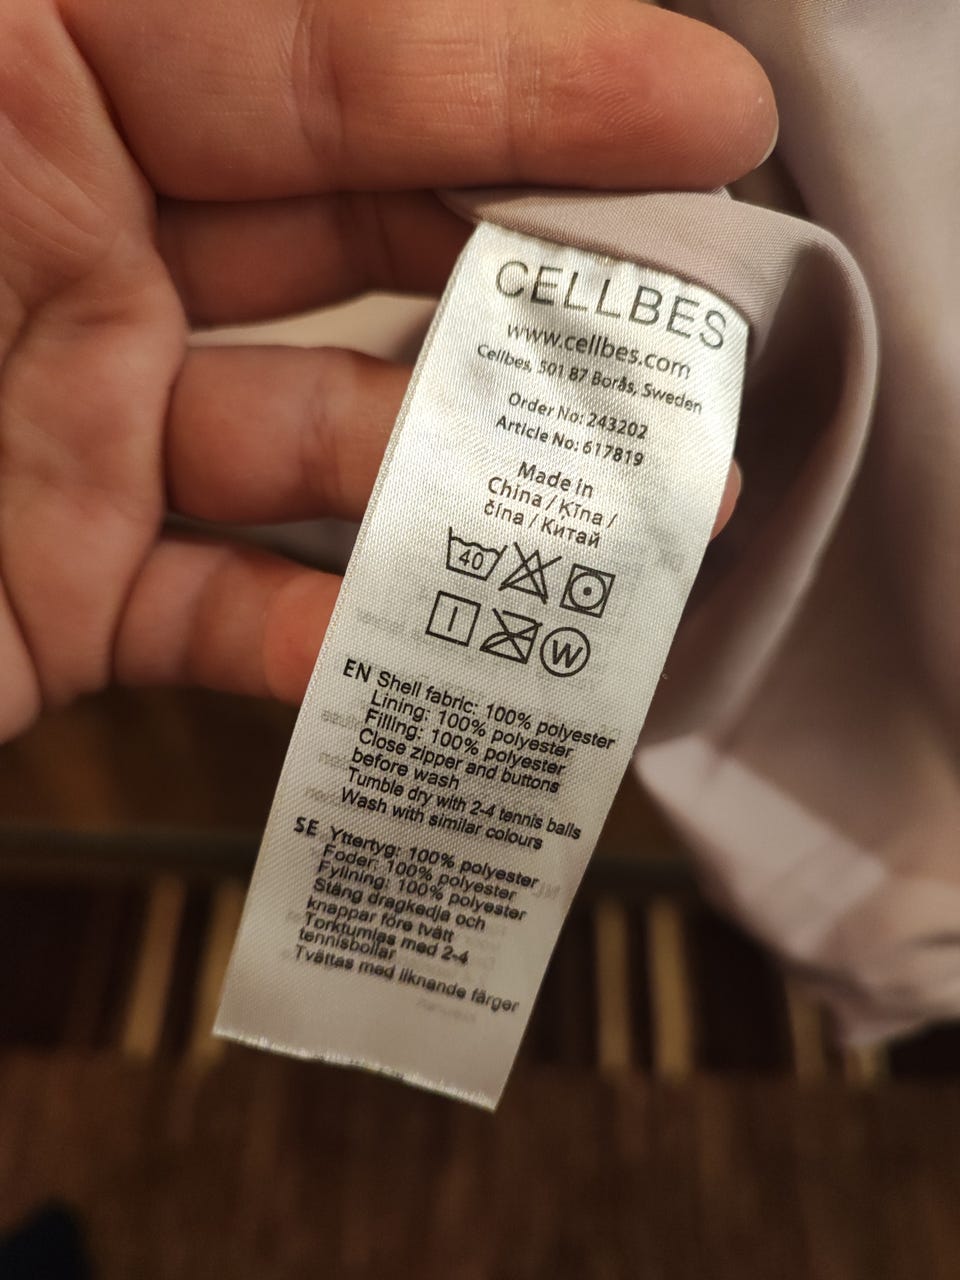 CELLBES
www.cellbes.com
Cellbes, 501 87 Borås, Sweden
Order No: 243202
Article No: 617819
Made in
China / Ķīna /
čína / Китай
40
W
EN Shell fabric: 100% polyester
Lining: 100% polyester
Filling: 100% polyester
Close zipper and buttons
before wash
Tumble dry with 2-4 tennis balls
Wash with similar colours
SE Yttertyg: 100% polyester
Foder: 100% polyester
Fyllning: 100% polyester
Stäng dragkedja och
knappar före tvätt
Torktumlas med 2-4
tennisbollar
Tvättas med liknande färger